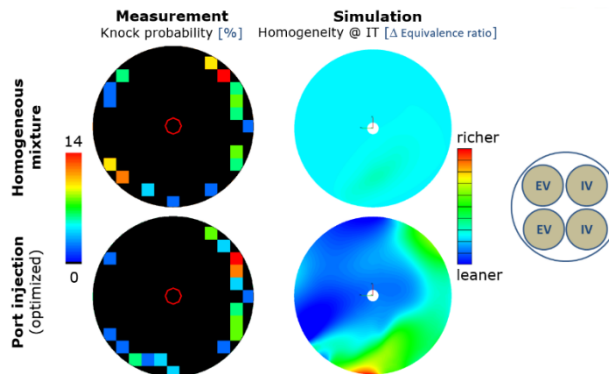 Measurement
Simulation
Knock probability [%]
Homogeneity @ IT [Δ Equivalence ratio]
Homogeneous
mixture
14
0
richer
leaner
EV
IV
EV
IV
Port injection
(optimized)